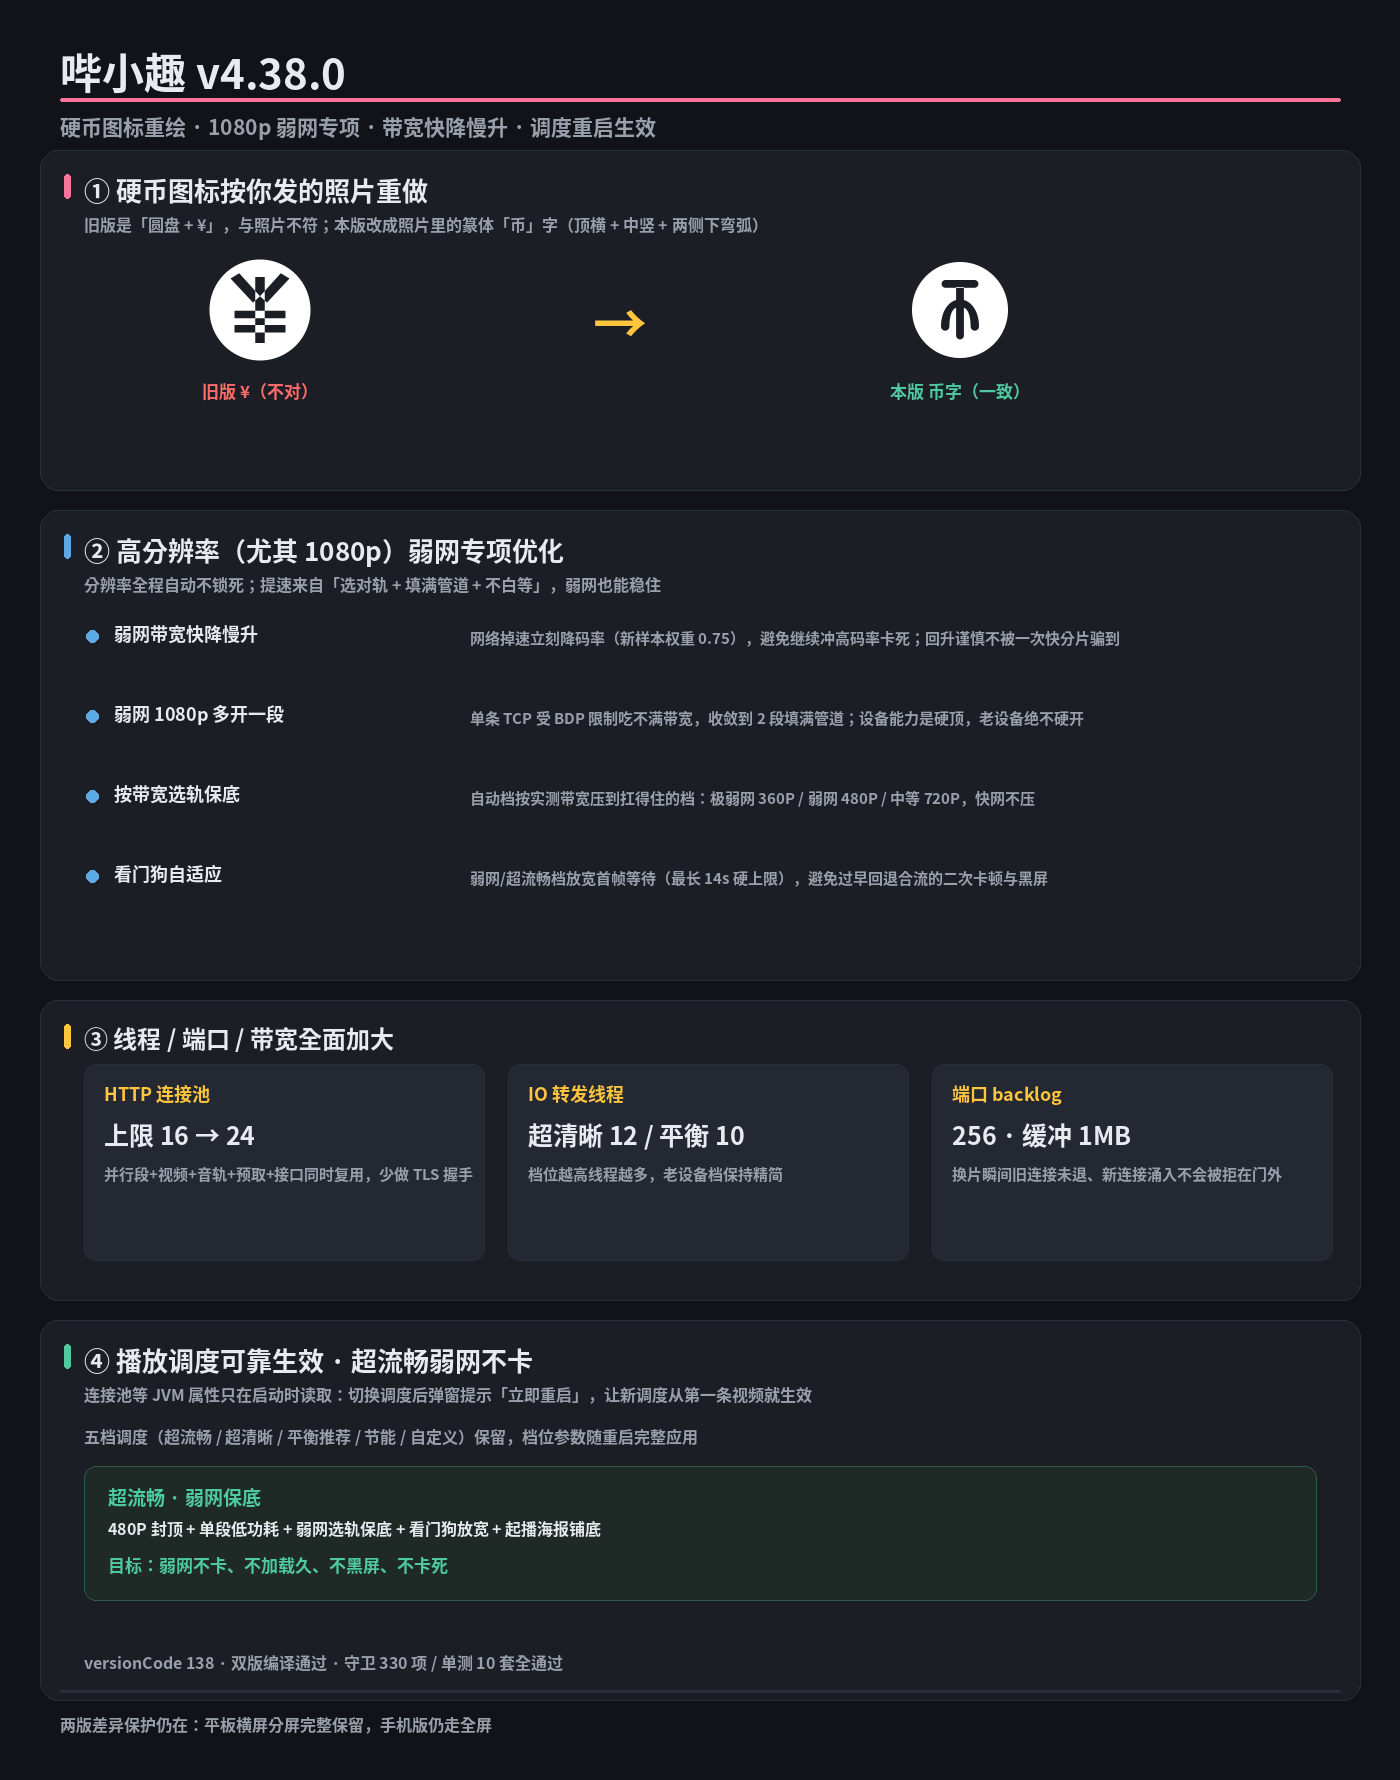 哔小趣 v4.38.0
硬币图标重绘 · 1080p 弱网专项 · 带宽快降慢升 · 调度重启生效
① 硬币图标按你发的照片重做
旧版是「圆盘 + ¥」，与照片不符；本版改成照片里的篆体「币」字（顶横 + 中竖 + 两侧下弯弧）
→
旧版 ¥（不对）
本版 币字（一致）
② 高分辨率（尤其 1080p）弱网专项优化
分辨率全程自动不锁死；提速来自「选对轨 + 填满管道 + 不白等」，弱网也能稳住
弱网带宽快降慢升
网络掉速立刻降码率（新样本权重 0.75），避免继续冲高码率卡死；回升谨慎不被一次快分片骗到
弱网 1080p 多开一段
单条 TCP 受 BDP 限制吃不满带宽，收敛到 2 段填满管道；设备能力是硬顶，老设备绝不硬开
按带宽选轨保底
自动档按实测带宽压到扛得住的档：极弱网 360P / 弱网 480P / 中等 720P，快网不压
看门狗自适应
弱网/超流畅档放宽首帧等待（最长 14s 硬上限），避免过早回退合流的二次卡顿与黑屏
③ 线程 / 端口 / 带宽全面加大
HTTP 连接池
上限 16 → 24
并行段+视频+音轨+预取+接口同时复用，少做 TLS 握手
IO 转发线程
超清晰 12 / 平衡 10
档位越高线程越多，老设备档保持精简
端口 backlog
256 · 缓冲 1MB
换片瞬间旧连接未退、新连接涌入不会被拒在门外
④ 播放调度可靠生效 · 超流畅弱网不卡
连接池等 JVM 属性只在启动时读取：切换调度后弹窗提示「立即重启」，让新调度从第一条视频就生效
五档调度（超流畅 / 超清晰 / 平衡推荐 / 节能 / 自定义）保留，档位参数随重启完整应用
超流畅 · 弱网保底
480P 封顶 + 单段低功耗 + 弱网选轨保底 + 看门狗放宽 + 起播海报铺底
目标：弱网不卡、不加载久、不黑屏、不卡死
versionCode 138 · 双版编译通过 · 守卫 330 项 / 单测 10 套全通过
两版差异保护仍在：平板横屏分屏完整保留，手机版仍走全屏